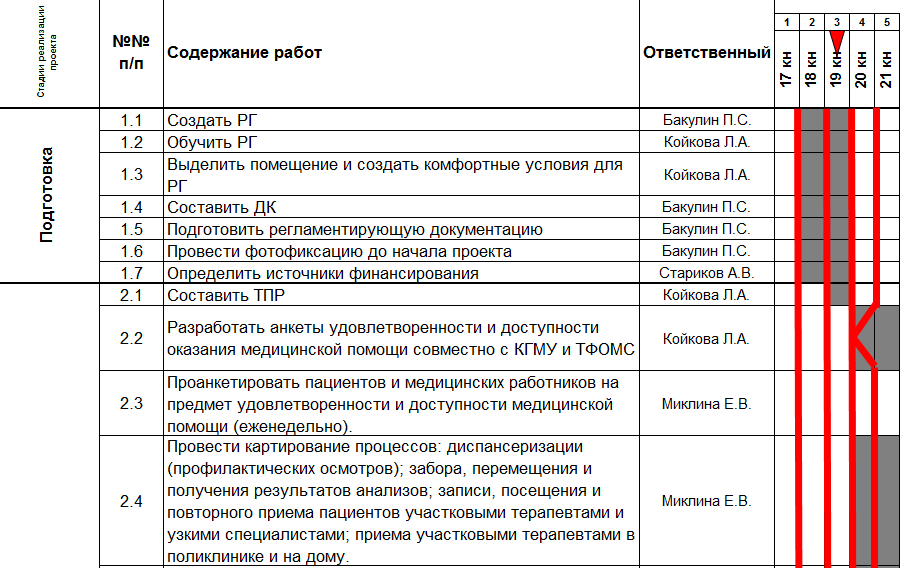 Стадии реализации
проекта
№№
п/п
Содержание работ
Ответственный
1 2 3 4 5
17 кн 18 кн 19 кн 20 кн 21 кн
Подготовка
1.1 Создать РГ Бакулин П.С.
1.2 Обучить РГ Койкова Л.А.
1.3 Выделить помещение и создать комфортные условия для
РГ Койкова Л.А.
1.4 Составить ДК Бакулин П.С.
1.5 Подготовить регламентирующую документацию Бакулин П.С.
1.6 Провести фотофиксацию до начала проекта Бакулин П.С.
1.7 Определить источники финансирования Стариков А.В.
2.1 Составить ТПР Койкова Л.А.
2.2 Разработать анкеты удовлетворенности и доступности
оказания медицинской помощи совместно с КГМУ и ТФОМС Койкова Л.А.
2.3 Проанкетировать пациентов и медицинских работников на
предмет удовлетворенности и доступности медицинской
помощи (еженедельно). Миклина Е.В.
2.4 Провести картирование процессов: диспансеризации
(профилактических осмотров); забора, перемещения и
получения результатов анализов; записи, посещения и
повторного приема пациентов участковыми терапевтами и
узкими специалистами; приема участковыми терапевтами в
поликлинике и на дому. Миклина Е.В.